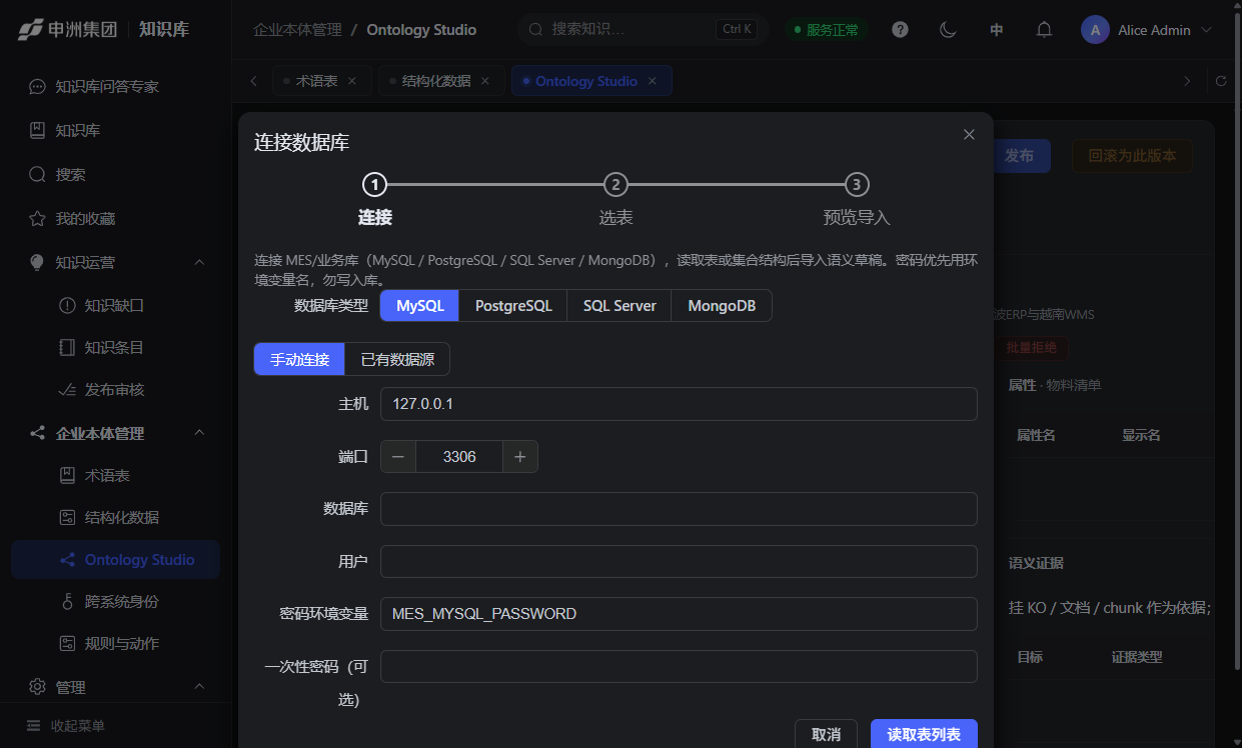 申洲集团 | 知识库
企业本体管理 / Ontology Studio
搜索知识...
Ctrl K
服务正常
?
中
A
Alice Admin
知识库问答专家
知识库
搜索
我的收藏
知识运营
知识缺口
知识条目
发布审核
企业本体管理
术语表
结构化数据
Ontology Studio
跨系统身份
规则与动作
管理
收起菜单
术语表 ×
结构化数据 ×
Ontology Studio ×
连接数据库
1
2
3
连接
选表
预览导入
连接 MES/业务库（MySQL / PostgreSQL / SQL Server / MongoDB），读取表或集合结构后导入语义草稿。密码优先用环
境变量名，勿写入库。
数据库类型
MySQL
PostgreSQL
SQL Server
MongoDB
手动连接
已有数据源
主机
127.0.0.1
端口
− 3306 +
数据库
用户
密码环境变量
MES_MYSQL_PASSWORD
一次性密码（可
选）
取消
读取表列表
发布
回滚为此版本
波ERP与越南WMS
批量拒绝
属性 · 物料清单
属性名
显示名
语义证据
挂 KO / 文档 / chunk 作为依据；
目标
证据类型